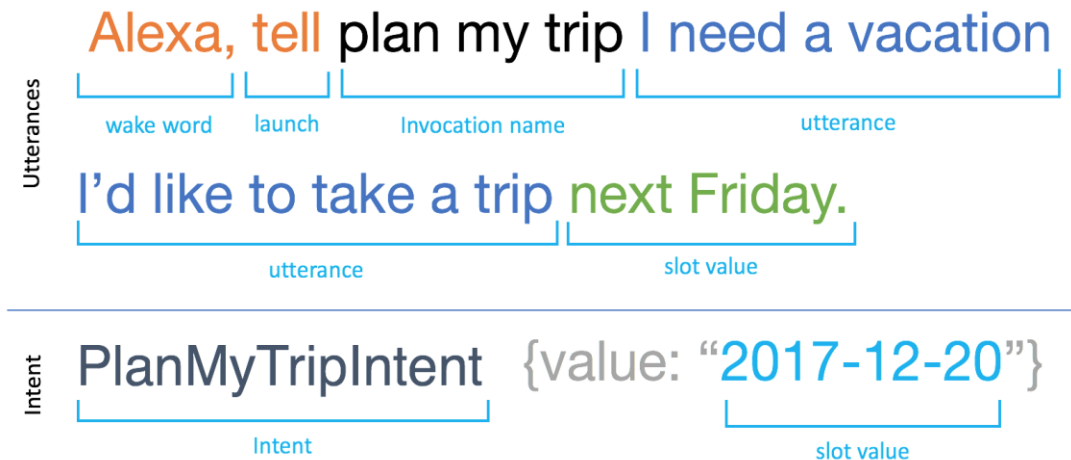 Alexa, tell plan my trip I need a vacation
wake word launch Invocation name utterance
Utterances
I’d like to take a trip next Friday.
utterance slot value
Intent
PlanMyTripIntent {value: “2017-12-20”}
Intent slot value